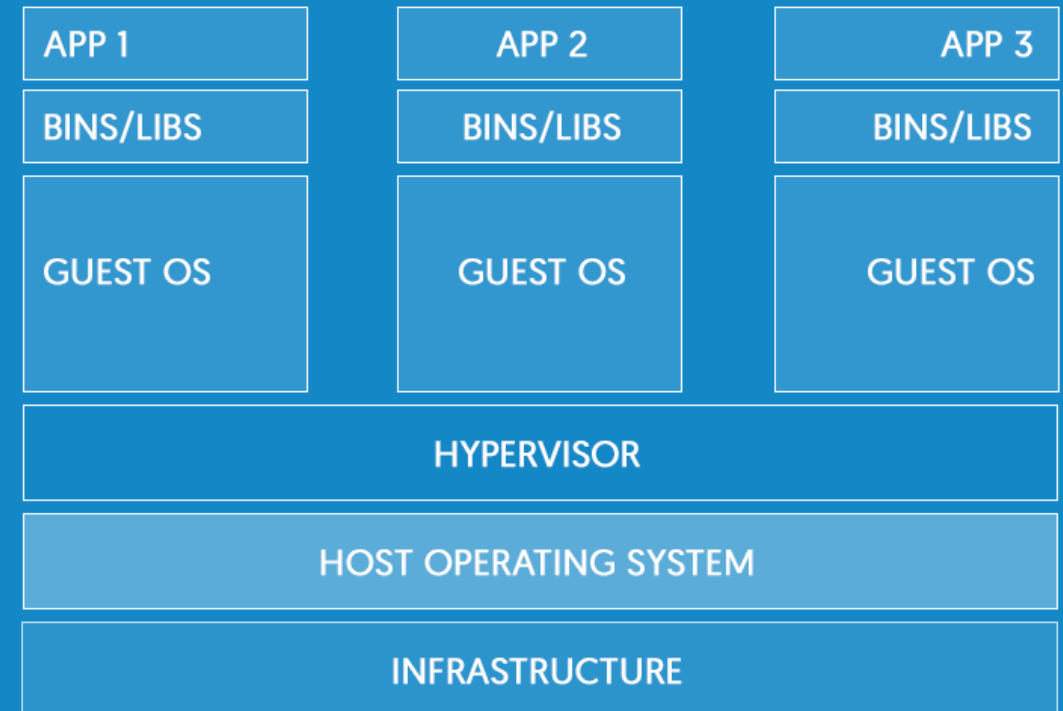 APP 1
APP 2
APP 3
BINS/LIBS
BINS/LIBS
BINS/LIBS
GUEST OS
GUEST OS
GUEST OS
HYPERVISOR
HOST OPERATING SYSTEM
INFRASTRUCTURE